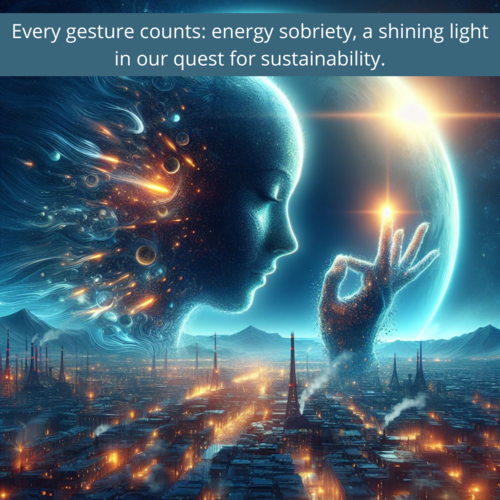 Every gesture counts: energy sobriety, a shining light
in our quest for sustainability.